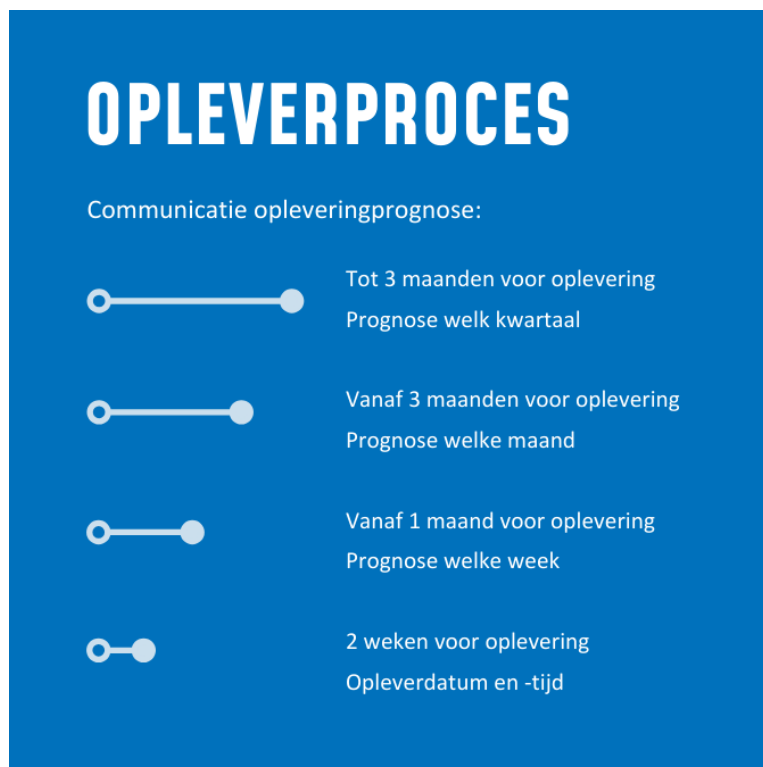 OPLEVERPROCES
Communicatie opleveringprognose:
Tot 3 maanden voor oplevering
Prognose welk kwartaal
Vanaf 3 maanden voor oplevering
Prognose welke maand
Vanaf 1 maand voor oplevering
Prognose welke week
2 weken voor oplevering
Opleverdatum en -tijd